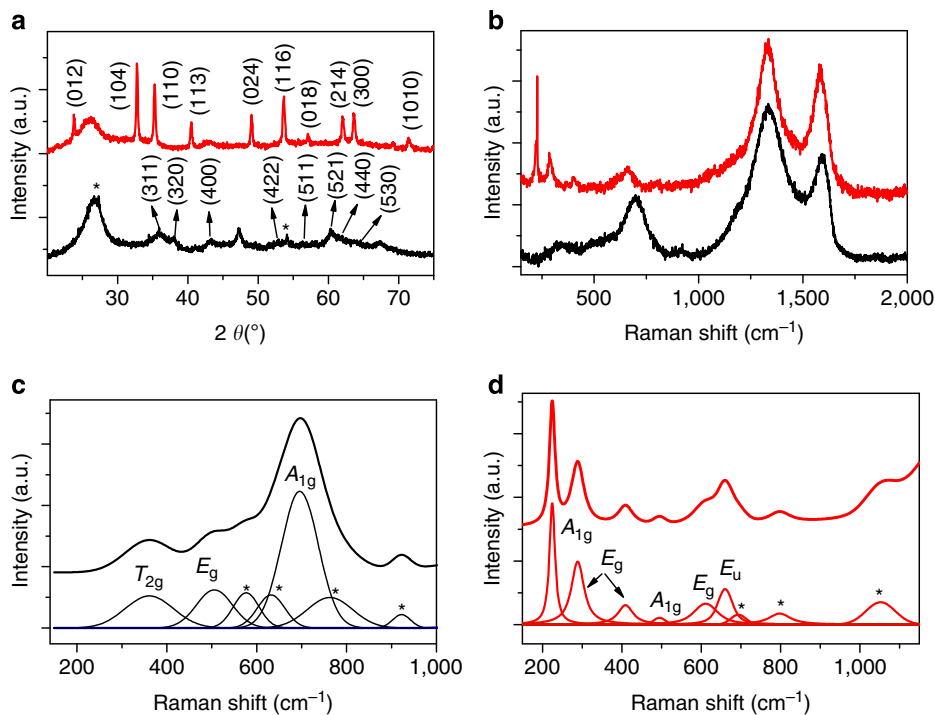 a
Intensity (a.u.)
(012)
(104)
(110)
(113)
(024)
(116)
(018)
(214)
(300)
(1010)
*
(311)
(320)
(400)
(422)
*
(511)
(521)
(440)
(530)
30 40 50 60 70
2 θ(°)
b
Intensity (a.u.)
500 1,000 1,500 2,000
Raman shift (cm⁻¹)
c
Intensity (a.u.)
T2g
Eg
*
*
A1g
*
*
200 400 600 800 1,000
Raman shift (cm⁻¹)
d
Intensity (a.u.)
A1g
Eg
A1g
Eg
Eu
*
*
*
200 400 600 800 1,000
Raman shift (cm⁻¹)